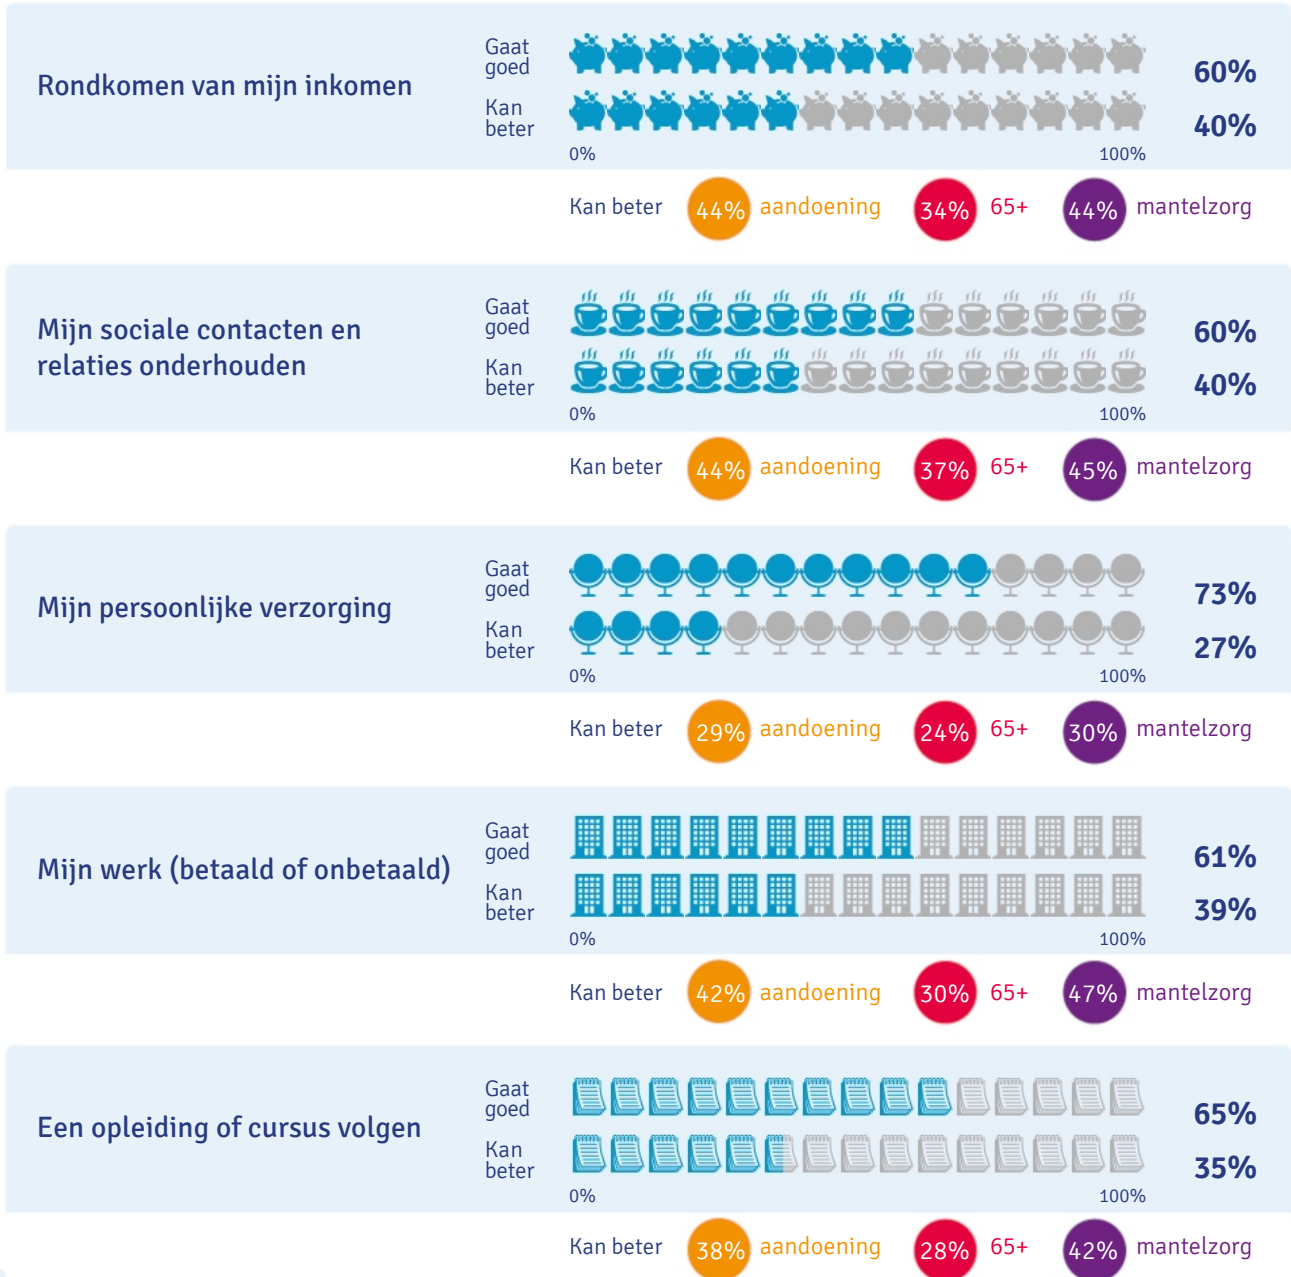 Rondkomen van mijn inkomen
Gaat
goed
60%
Kan
beter
40%
0% 100%
Kan beter 44% aandoening 34% 65+ 44% mantelzorg
Mijn sociale contacten en
relaties onderhouden
Gaat
goed
60%
Kan
beter
40%
0% 100%
Kan beter 44% aandoening 37% 65+ 45% mantelzorg
Mijn persoonlijke verzorging
Gaat
goed
73%
Kan
beter
27%
0% 100%
Kan beter 29% aandoening 24% 65+ 30% mantelzorg
Mijn werk (betaald of onbetaald)
Gaat
goed
61%
Kan
beter
39%
0% 100%
Kan beter 42% aandoening 30% 65+ 47% mantelzorg
Een opleiding of cursus volgen
Gaat
goed
65%
Kan
beter
35%
0% 100%
Kan beter 38% aandoening 28% 65+ 42% mantelzorg